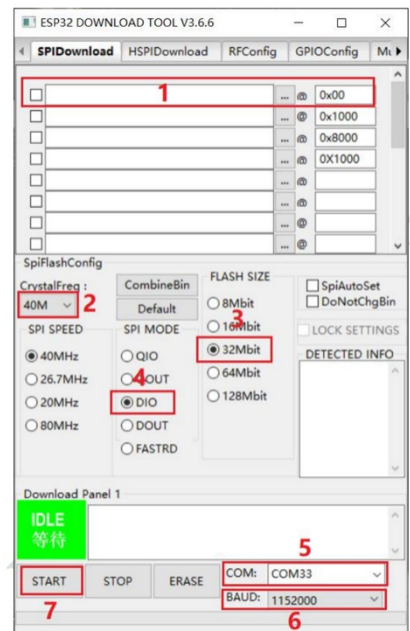 ESP32 DOWNLOAD TOOL V3.6.6
SPIDownload HSPIDownload RFConfig GPIOConfig
1
... @ 0x00
... @ 0x1000
... @ 0x8000
... @ 0X1000
... @
... @
... @
... @
SpiFlashConfig
CrystalFreq :
40M 2
CombineBin
Default
SPI SPEED
40MHz
26.7MHz
20MHz
80MHz
SPI MODE
QIO
4
DIO
DOUT
FASTRD
FLASH SIZE
8Mbit
3
32Mbit
64Mbit
128Mbit
SpiAutoSet
DoNotChgBin
LOCK SETTINGS
DETECTED INFO
Download Panel 1
IDLE
等待
5
START STOP ERASE
COM: COM33
BAUD: 1152000
7
6